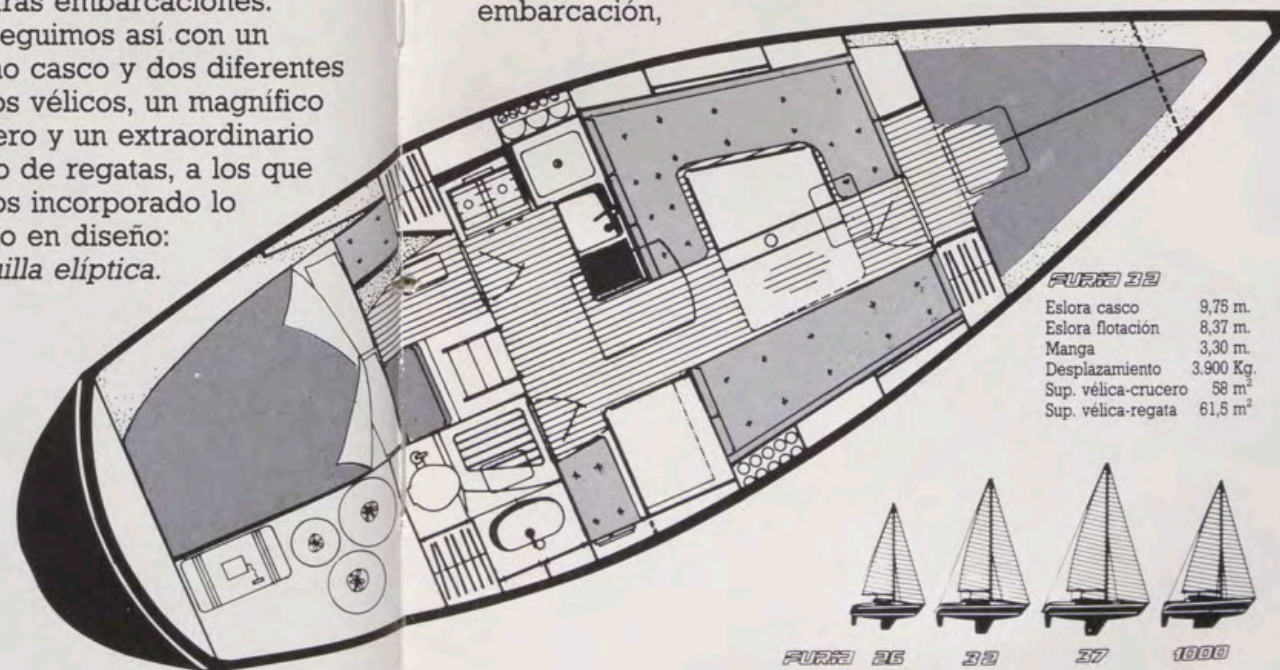 ras embarcaciones.
eguimos así con un
o casco y dos diferentes
os vélicos, un magnífico
ero y un extraordinario
o de regatas, a los que
os incorporado lo
o en diseño:
uilla elíptica.
embarcación,
FURIA 32
Eslora casco 9,75 m.
Eslora flotación 8,37 m.
Manga 3,30 m.
Desplazamiento 3.900 Kg.
Sup. vélica-crucero 58 m²
Sup. vélica-regata 61,5 m²
FURIA 26 32 37 1000